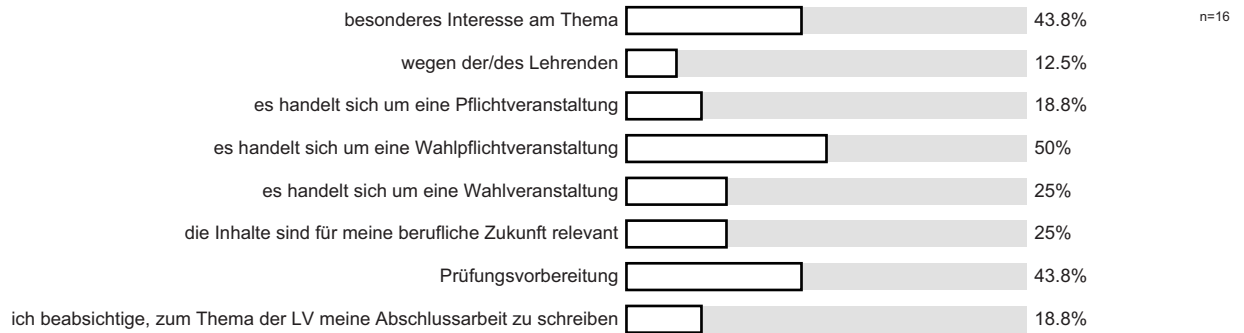 besonderes Interesse am Thema 43.8% n=16
wegen der/des Lehrenden 12.5%
es handelt sich um eine Pflichtveranstaltung 18.8%
es handelt sich um eine Wahlpflichtveranstaltung 50%
es handelt sich um eine Wahlveranstaltung 25%
die Inhalte sind für meine berufliche Zukunft relevant 25%
Prüfungsvorbereitung 43.8%
ich beabsichtige, zum Thema der LV meine Abschlussarbeit zu schreiben 18.8%